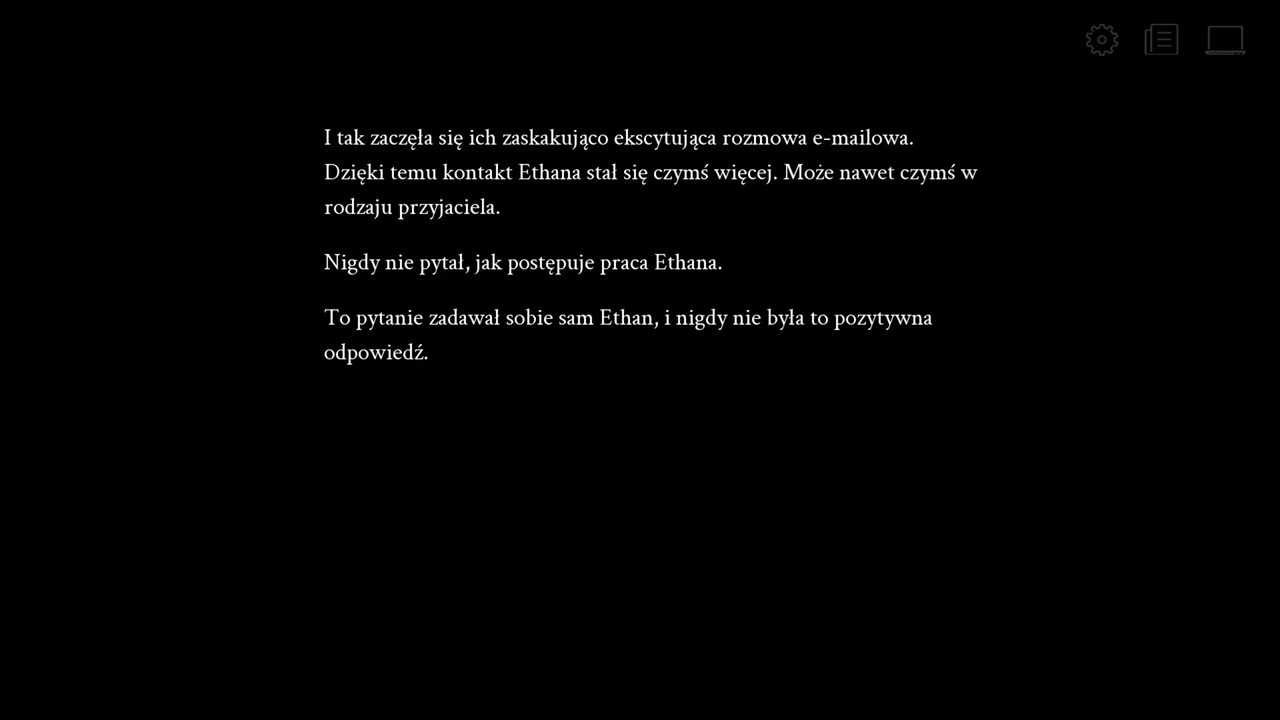 I tak zaczęła się ich zaskakująco ekscytująca rozmowa e-mailowa.
Dzięki temu kontakt Ethana stał się czymś więcej. Może nawet czymś w
rodzaju przyjaciela.
Nigdy nie pytał, jak postępuje praca Ethana.
To pytanie zadawał sobie sam Ethan, i nigdy nie była to pozytywna
odpowiedź.